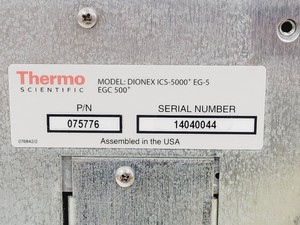 Thermo
SCIENTIFIC
MODEL: DIONEX ICS-5000⁺ EG-5
EGC 500⁺
P/N
SERIAL NUMBER
075776
14040044
Assembled in the USA